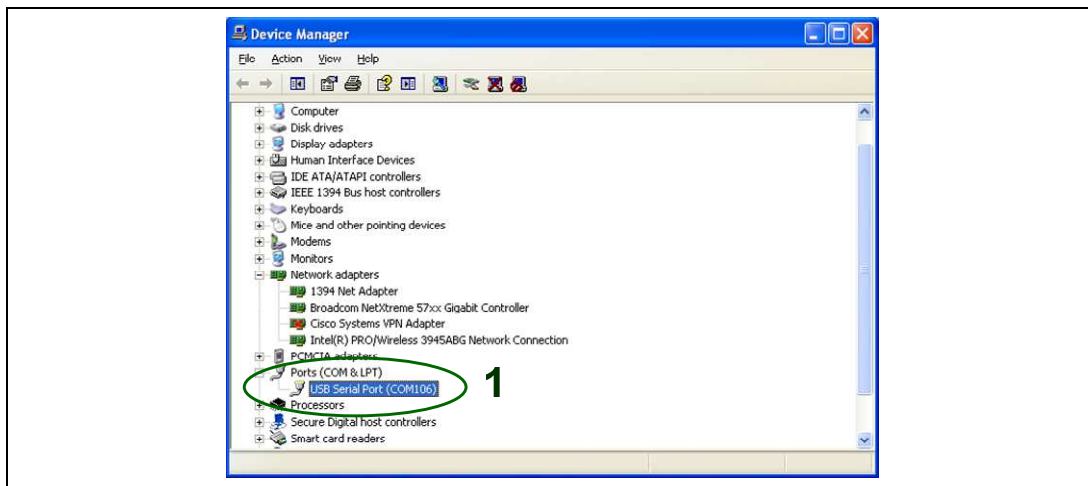 Device Manager
File Action View Help
Computer
Disk drives
Display adapters
Human Interface Devices
IDE ATA/ATAPI controllers
IEEE 1394 Bus host controllers
Keyboards
Mice and other pointing devices
Modems
Monitors
Network adapters
1394 Net Adapter
Broadcom NetXtreme 57xx Gigabit Controller
Cisco Systems VPN Adapter
Intel(R) PRO/Wireless 3945ABG Network Connection
PCMCIA adapters
Ports (COM & LPT)
USB Serial Port (COM106) 1
Processors
Secure Digital host controllers
Smart card readers